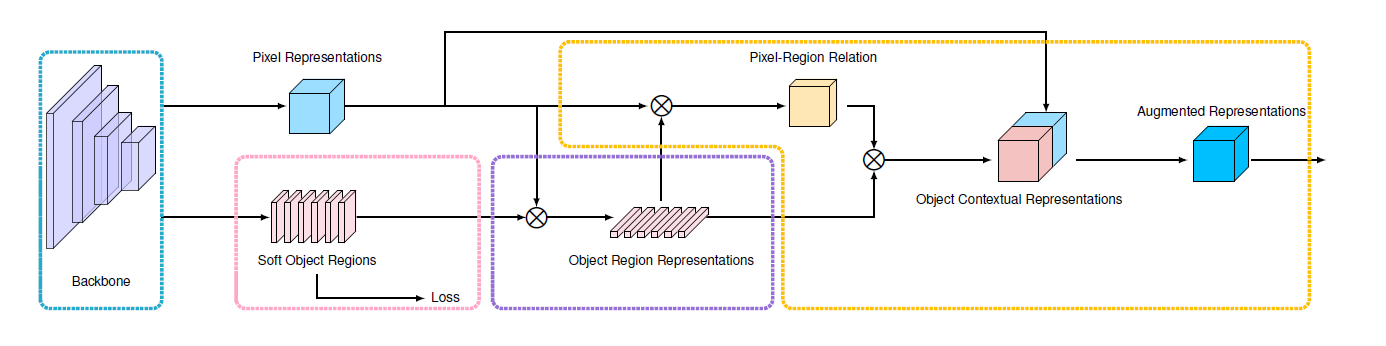 Pixel Representations
Pixel-Region Relation
Augmented Representations
Object Contextual Representations
Soft Object Regions
Object Region Representations
Backbone
Loss